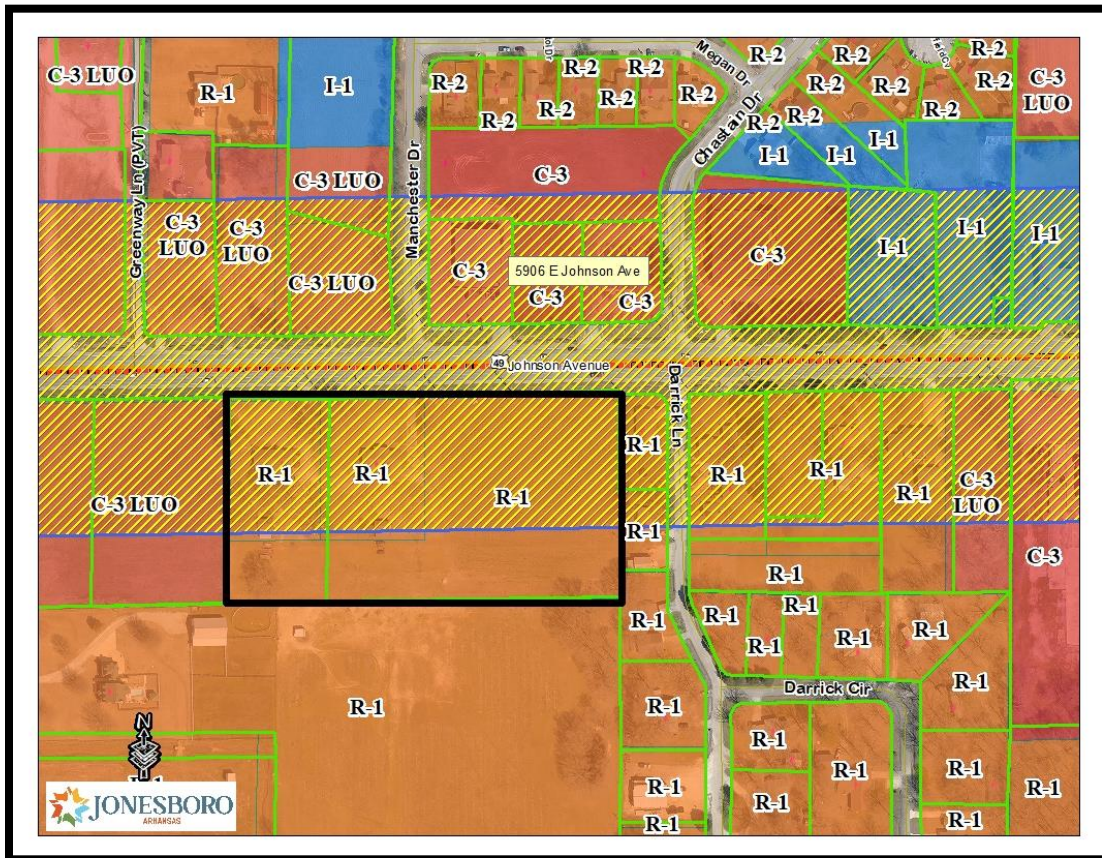 R-2
R-2
R-2
C-3 LUO
R-1
I-1
R-2
R-2
R-2
R-2
Megan Dr
R-2
R-2
R-2
C-3
LUO
R-2
R-2
R-2
Chastain Dr
R-2
R-2
R-2
I-1
I-1
I-1
C-3 LUO
C-3
Greenway Ln (PVT)
Manchester Dr
C-3
LUO
C-3
LUO
C-3 LUO
C-3
5906 E Johnson Ave
C-3
C-3
C-3
I-1
I-1
I-1
49
Johnson Avenue
Darrick Ln
C-3 LUO
R-1
R-1
R-1
R-1
R-1
R-1
R-1
R-1
C-3
LUO
C-3
R-1
R-1
R-1
R-1
R-1
R-1
R-1
R-1
R-1
Darrick Cir
R-1
R-1
R-1
R-1
R-1
R-1
R-1
R-1
R-1
R-1
N
JONESBORO
ARKANSAS